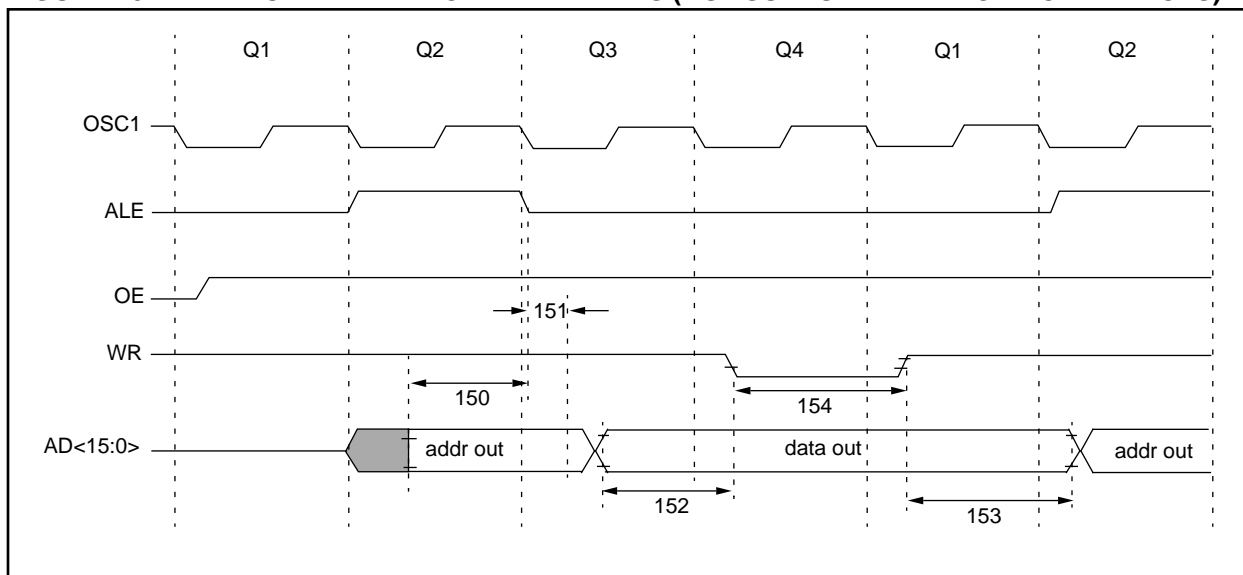 Q1 Q2 Q3 Q4 Q1 Q2
OSC1
ALE
OE
151
WR
150
154
AD<15:0>
addr out
data out
addr out
152
153